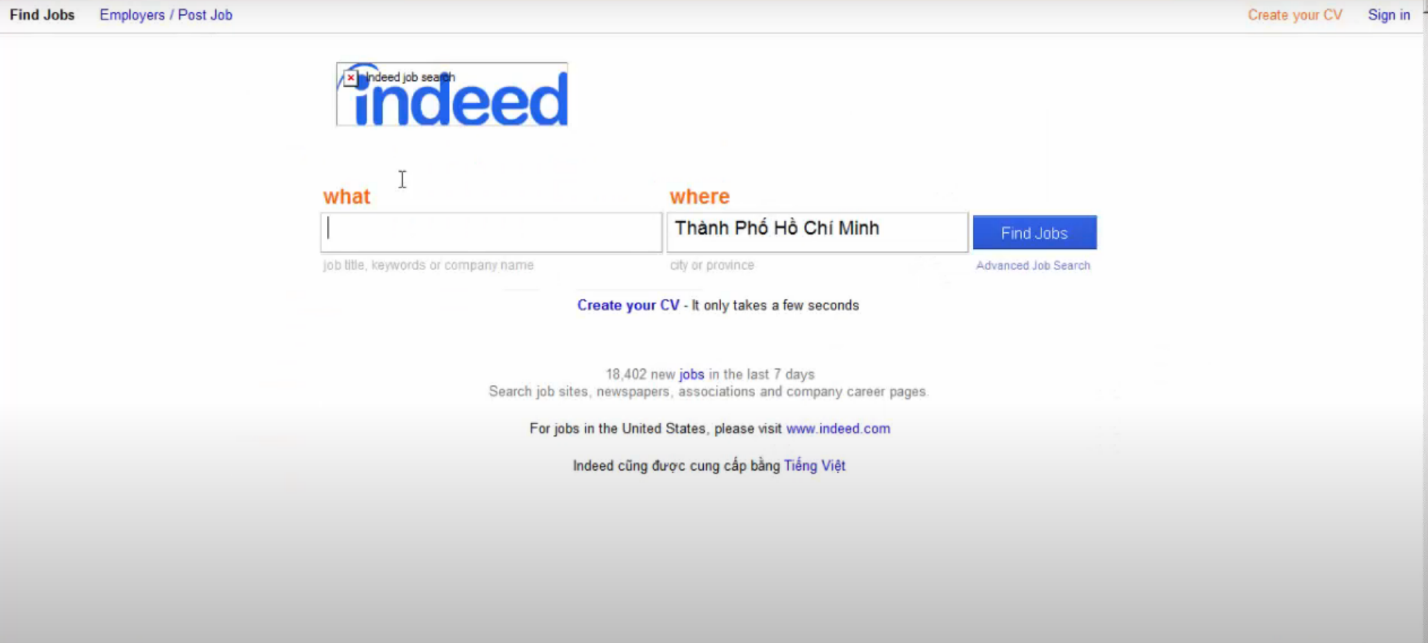 Find Jobs Employers / Post Job Create your CV Sign in
Indeed job search
indeed
what where
Thành Phố Hồ Chí Minh Find Jobs
job title, keywords or company name city or province Advanced Job Search
Create your CV - It only takes a few seconds
18,402 new jobs in the last 7 days
Search job sites, newspapers, associations and company career pages.
For jobs in the United States, please visit www.indeed.com
Indeed cũng được cung cấp bằng Tiếng Việt